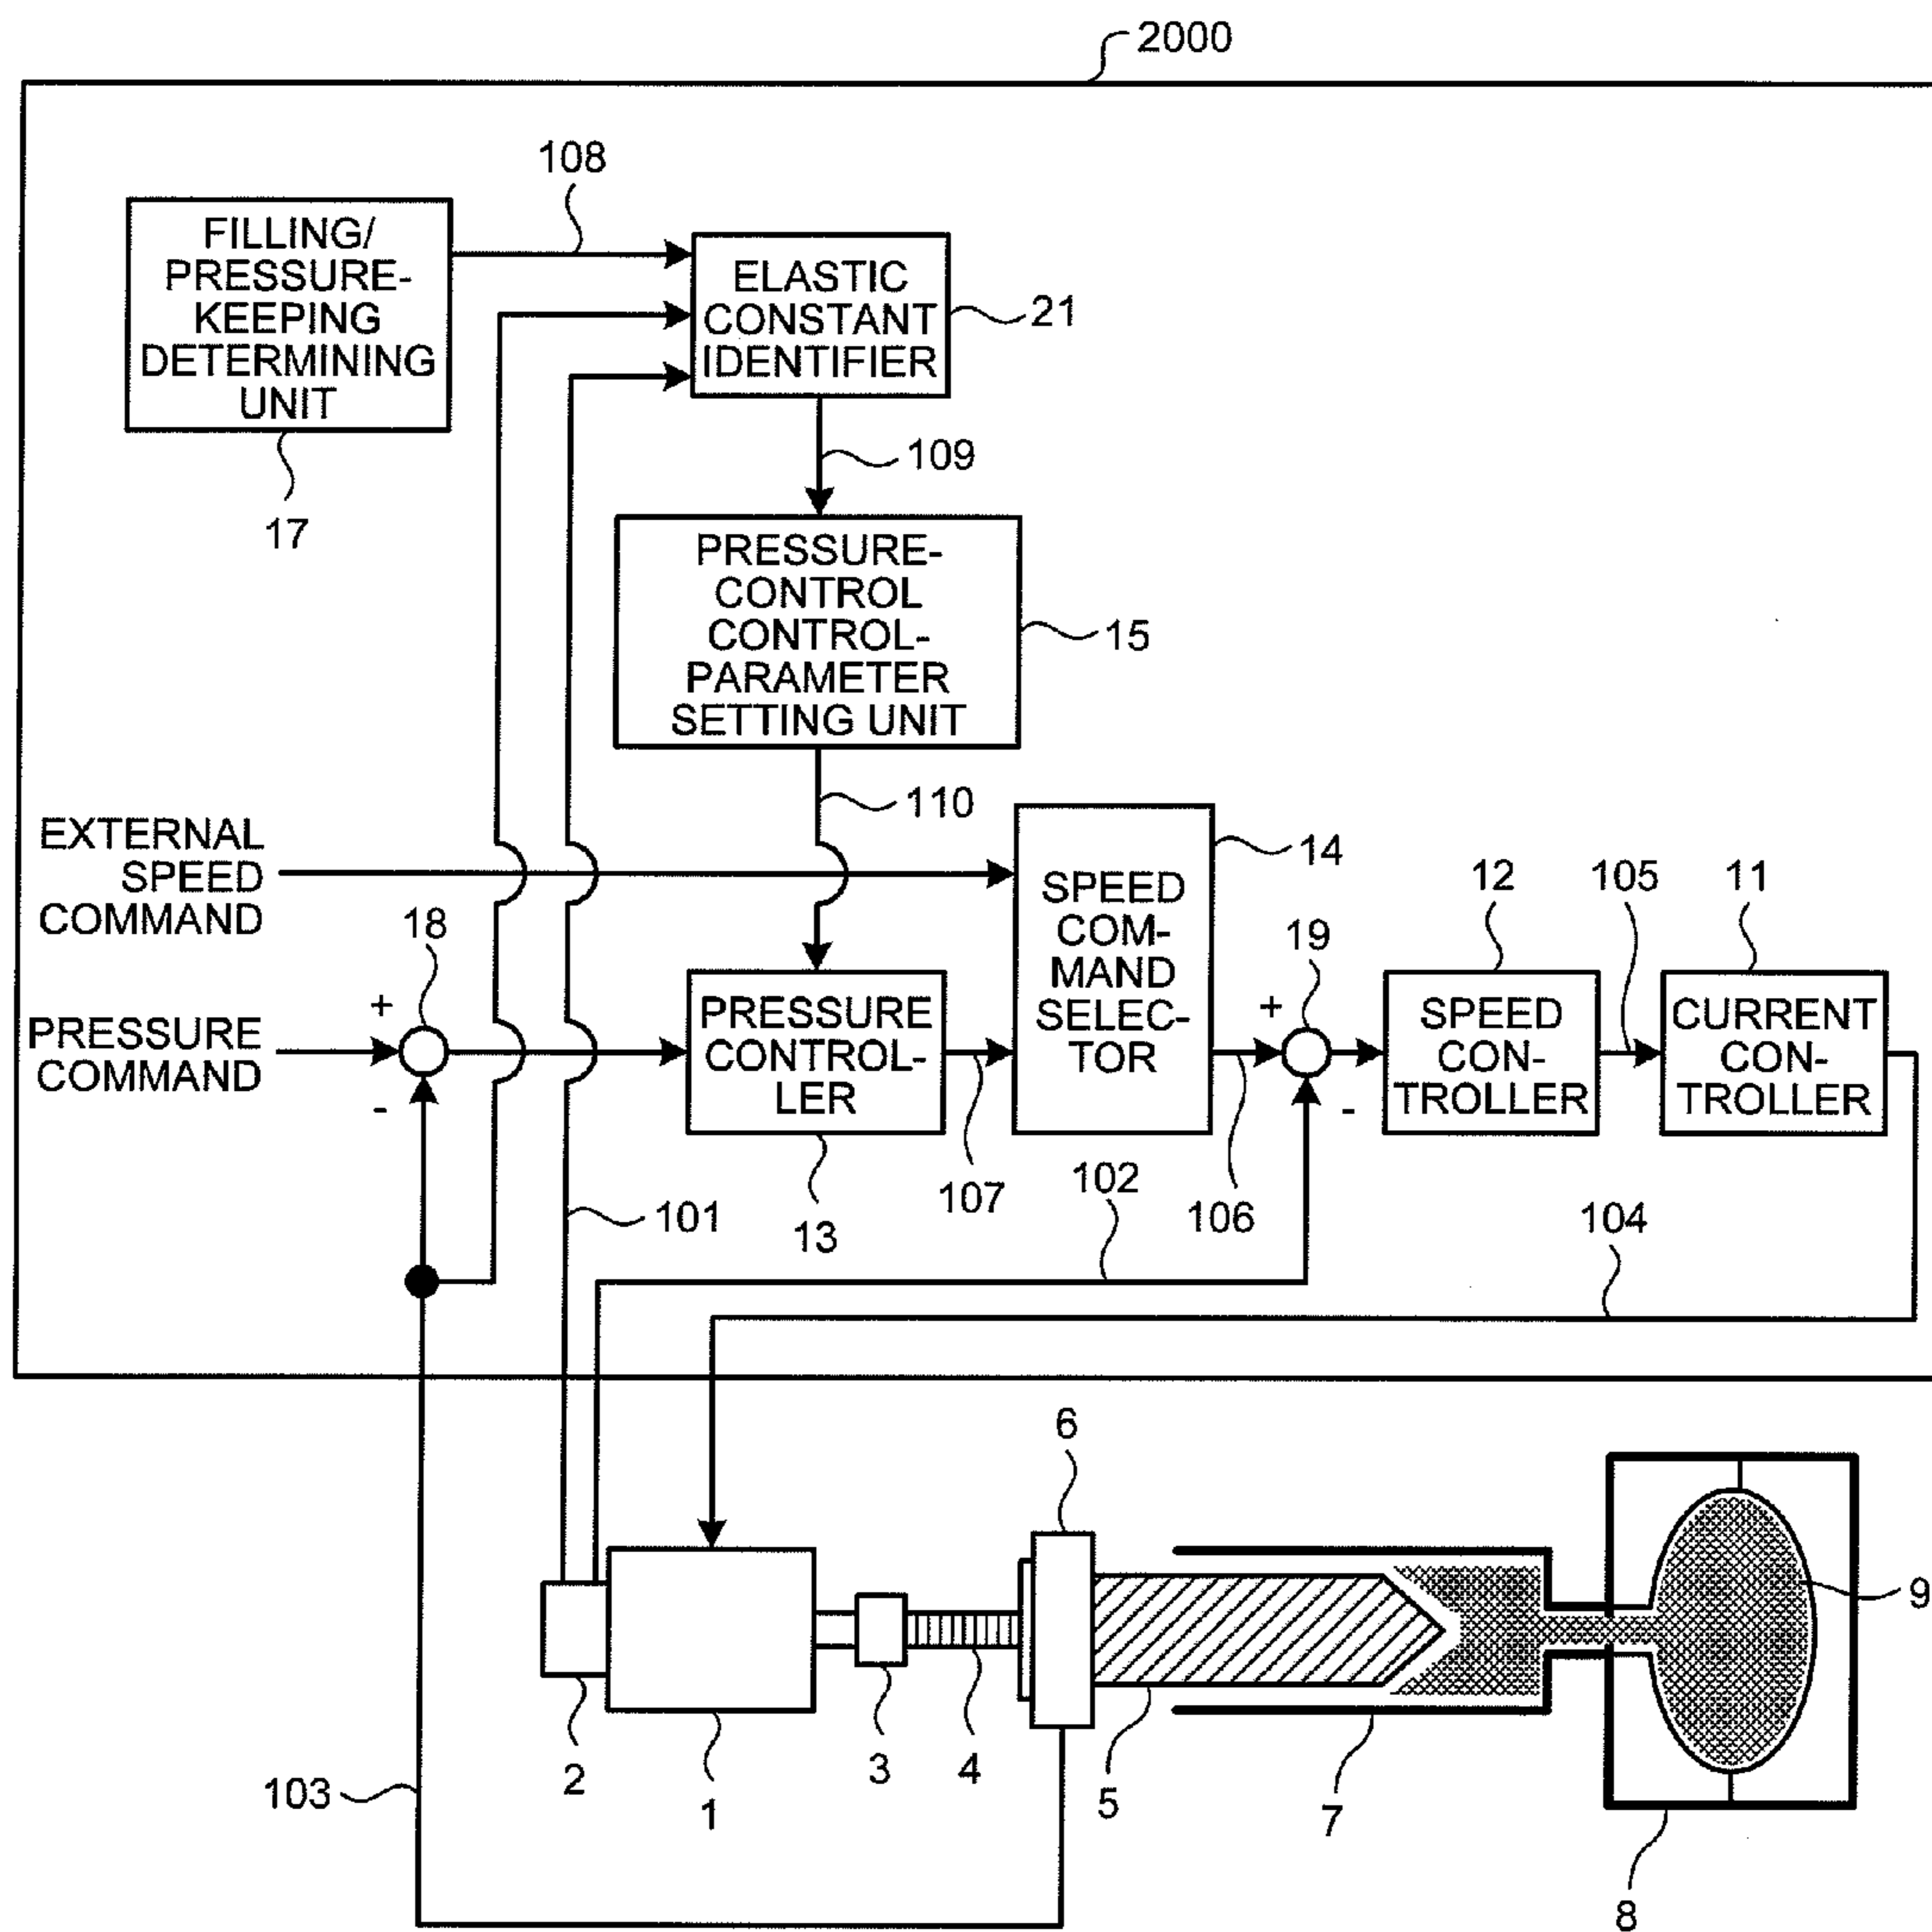 2000
108
FILLING/
PRESSURE-
KEEPING
DETERMINING
UNIT
ELASTIC
CONSTANT
IDENTIFIER
21
17
109
PRESSURE-
CONTROL
CONTROL-
PARAMETER
SETTING UNIT
15
110
EXTERNAL
SPEED
COMMAND
14
SPEED
COM-
MAND
SELEC-
TOR
12
105
11
18
19
+
PRESSURE
COMMAND
-
PRESSURE
CONTROL-
LER
+
-
SPEED
CON-
TROLLER
CURRENT
CON-
TROLLER
101
13
107
102
106
104
6
9
2
1
3
4
5
7
8
103